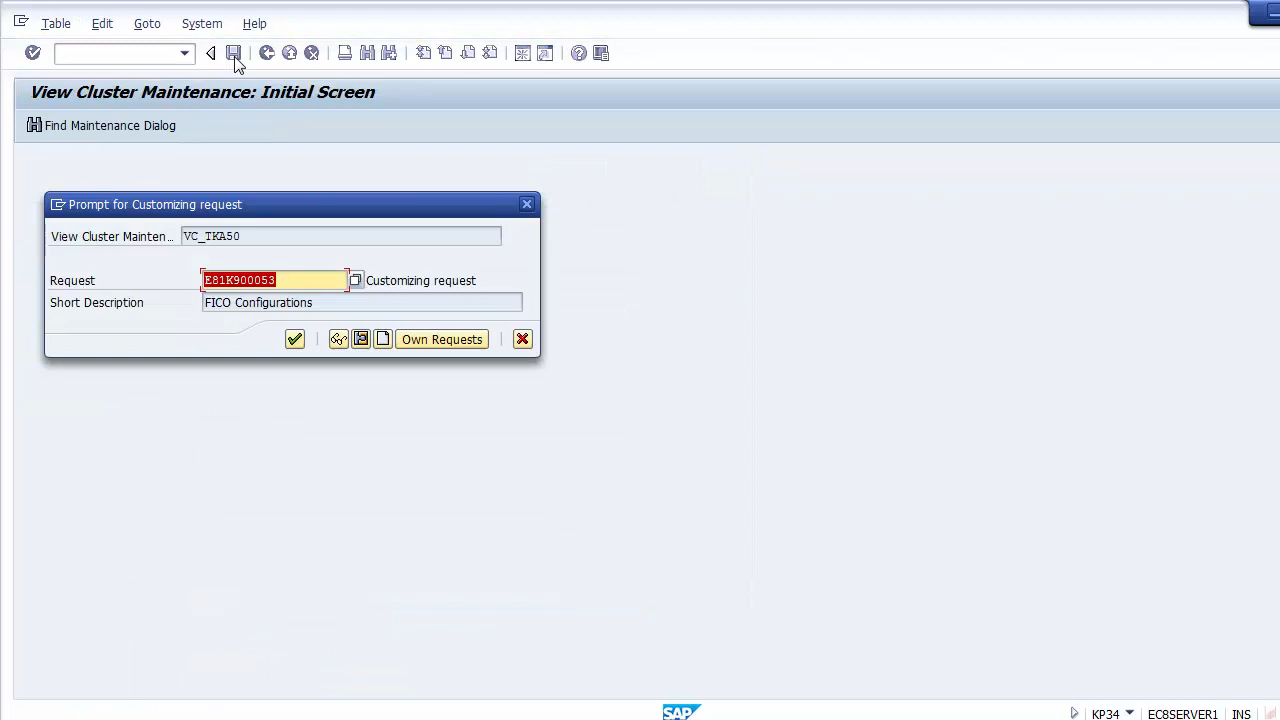 Table Edit Goto System Help
View Cluster Maintenance: Initial Screen
Find Maintenance Dialog
Prompt for Customizing request
View Cluster Mainten... VC_TKA50
Request E81K900053 Customizing request
Short Description FICO Configurations
Own Requests
SAP KP34 EC8SERVER1 INS